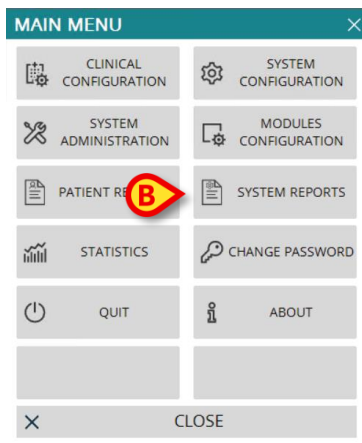 MAIN MENU
CLINICAL
CONFIGURATION
SYSTEM
CONFIGURATION
SYSTEM
ADMINISTRATION
MODULES
CONFIGURATION
PATIENT RE
B
SYSTEM REPORTS
STATISTICS
CHANGE PASSWORD
QUIT
ABOUT
CLOSE